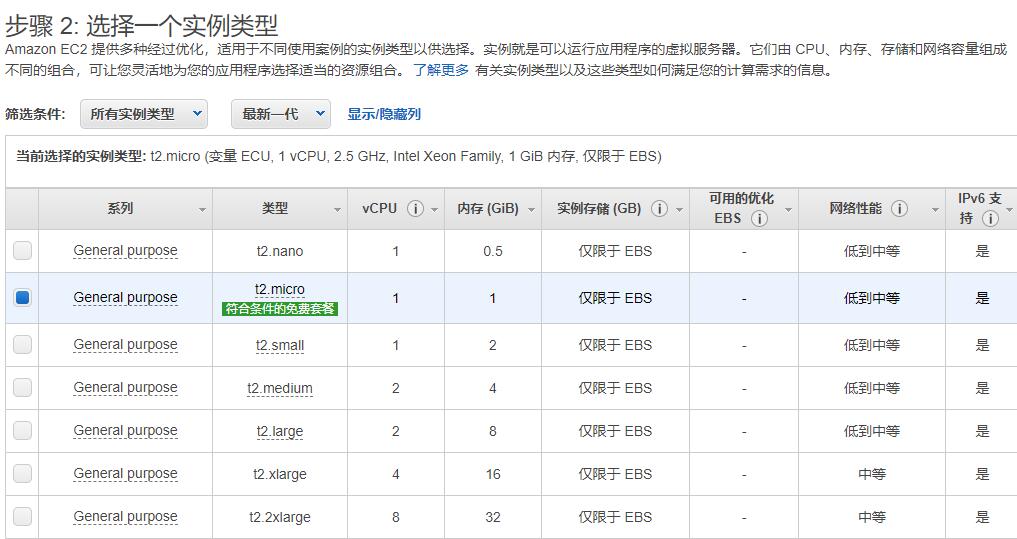 步骤 2: 选择一个实例类型
Amazon EC2 提供多种经过优化，适用于不同使用案例的实例类型以供选择。实例就是可以运行应用程序的虚拟服务器。它们由 CPU、内存、存储和网络容量组成
不同的组合，可让您灵活地为您的应用程序选择适当的资源组合。 了解更多 有关实例类型以及这些类型如何满足您的计算需求的信息。
筛选条件: 所有实例类型 最新一代 显示/隐藏列
当前选择的实例类型: t2.micro (变量 ECU, 1 vCPU, 2.5 GHz, Intel Xeon Family, 1 GiB 内存, 仅限于 EBS)
系列 类型 vCPU 内存 (GiB) 实例存储 (GB) 可用的优化 EBS 网络性能 IPv6 支持
General purpose t2.nano 1 0.5 仅限于 EBS - 低到中等 是
General purpose t2.micro 符合条件的免费套餐 1 1 仅限于 EBS - 低到中等 是
General purpose t2.small 1 2 仅限于 EBS - 低到中等 是
General purpose t2.medium 2 4 仅限于 EBS - 低到中等 是
General purpose t2.large 2 8 仅限于 EBS - 低到中等 是
General purpose t2.xlarge 4 16 仅限于 EBS - 中等 是
General purpose t2.2xlarge 8 32 仅限于 EBS - 中等 是